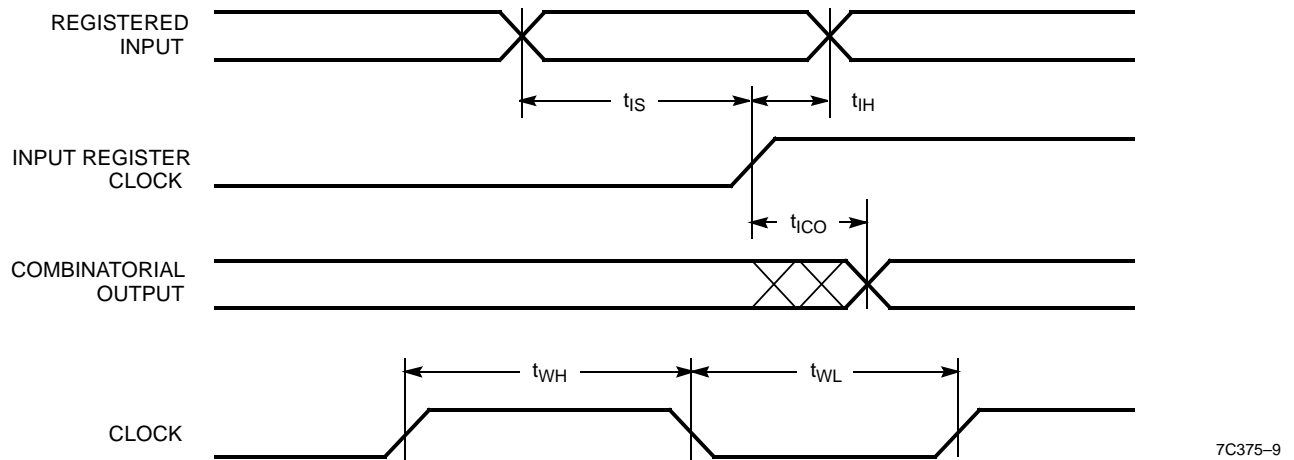 REGISTERED
INPUT
tIS
tIH
INPUT REGISTER
CLOCK
tICO
COMBINATORIAL
OUTPUT
tWH
tWL
CLOCK
7C375–9